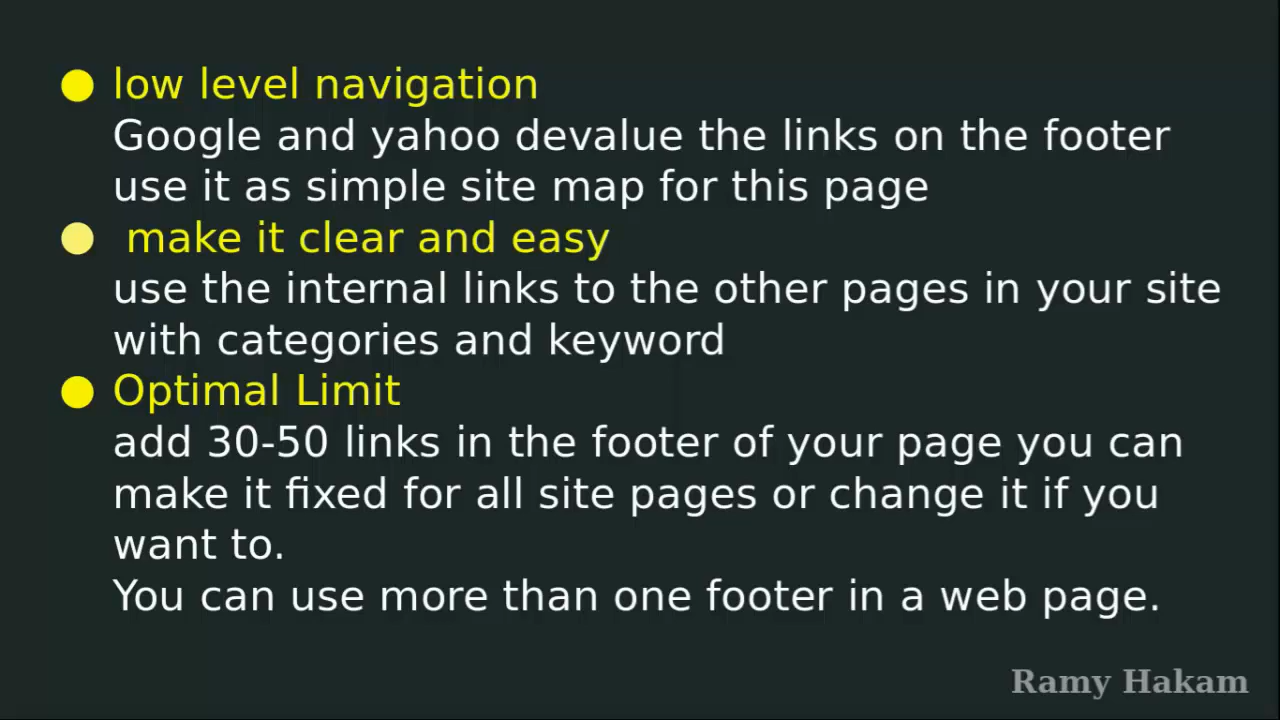 ● low level navigation
Google and yahoo devalue the links on the footer
use it as simple site map for this page
● make it clear and easy
use the internal links to the other pages in your site
with categories and keyword
● Optimal Limit
add 30-50 links in the footer of your page you can
make it fixed for all site pages or change it if you
want to.
You can use more than one footer in a web page.
Ramy Hakam